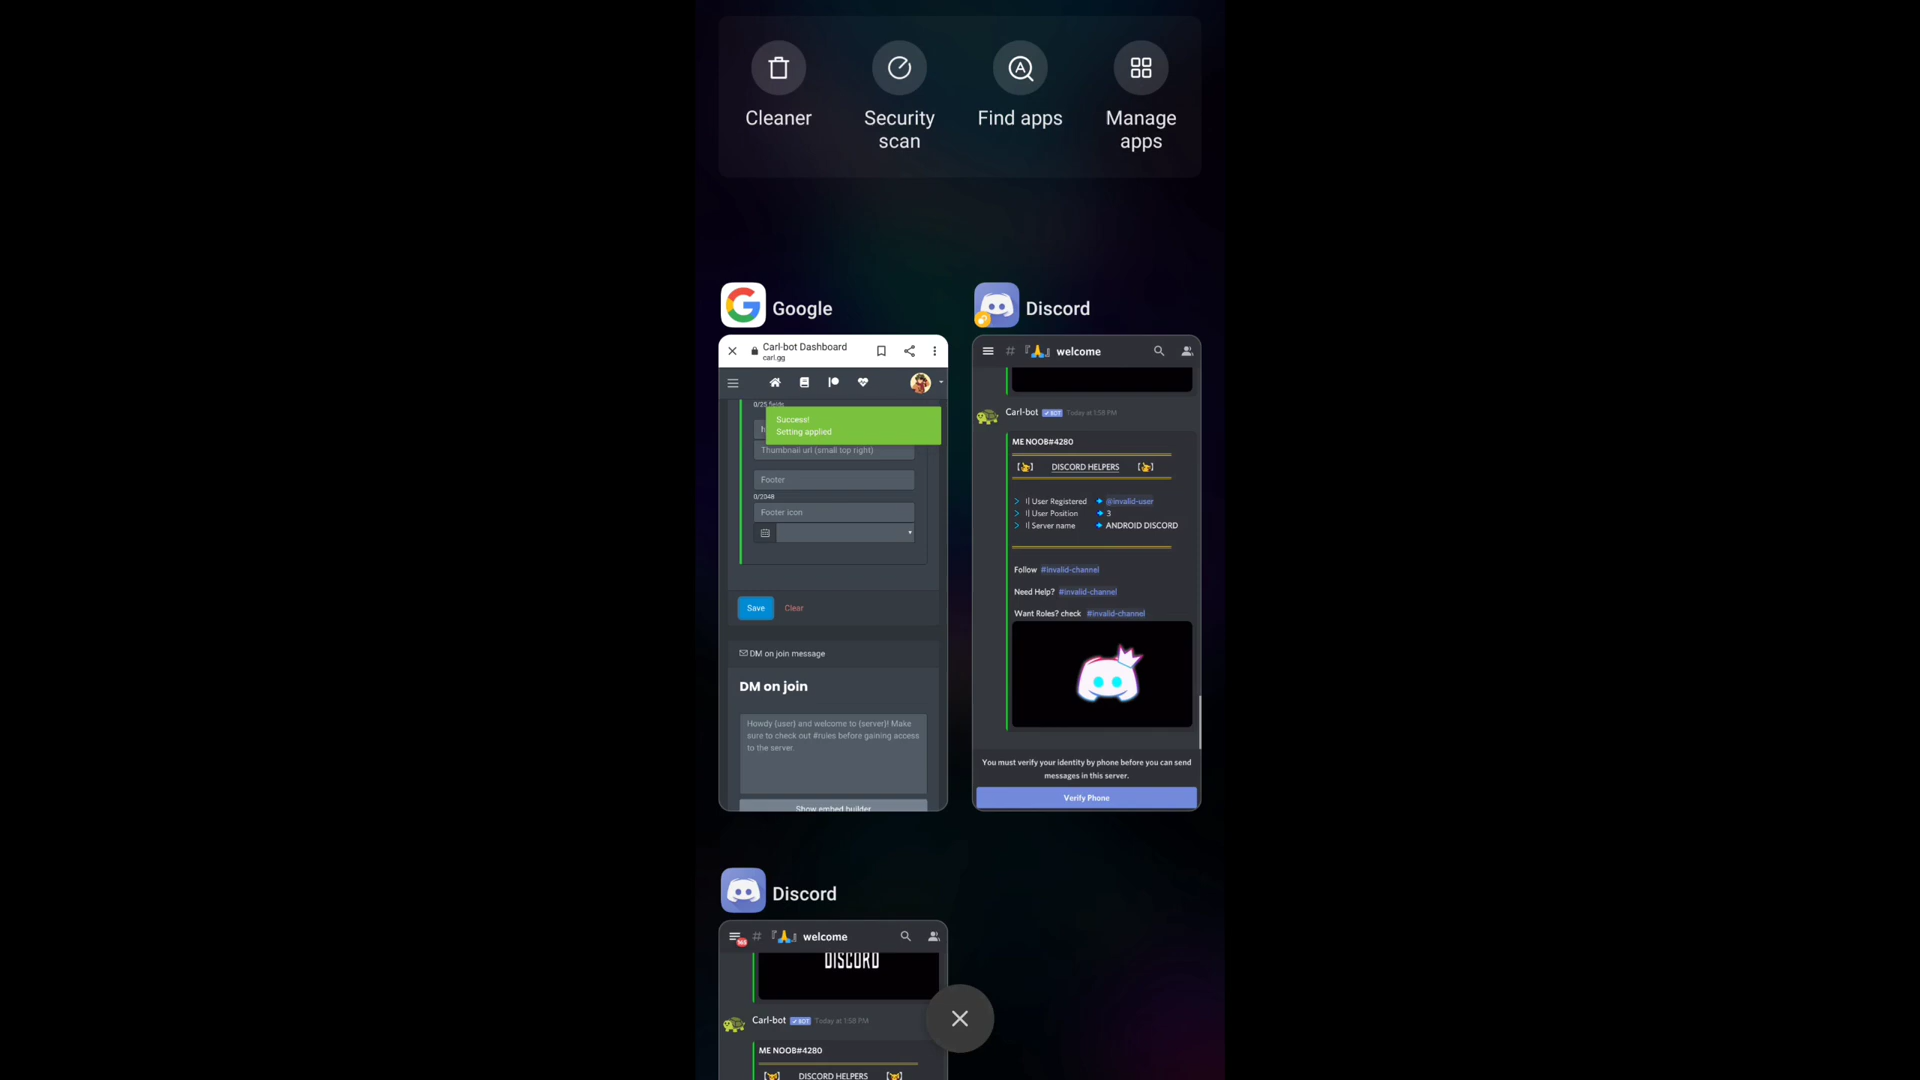 Cleaner
Security scan
Find apps
Manage apps
Google
Carl-bot Dashboard
carl.gg
Success!
Setting applied
Thumbnail url (small top right)
Footer
0/2048
Footer icon
Save
Clear
DM on join message
DM on join
Howdy {user} and welcome to {server}! Make
sure to check out #rules before gaining access
to the server.
Show embed builder
Discord
# 『🙏』 welcome
Carl-bot ✔BOT Today at 1:58 PM
ME NOOB#4280
DISCORD HELPERS
User Registered @invalid-user
User Position 3
Server name ANDROID DISCORD
Follow #invalid-channel
Need Help? #invalid-channel
Want Roles? check #invalid-channel
You must verify your identity by phone before you can send
messages in this server.
Verify Phone
Discord
# 『🙏』 welcome
DISCORD
Carl-bot ✔BOT Today at 1:58 PM
ME NOOB#4280
DISCORD HELPERS